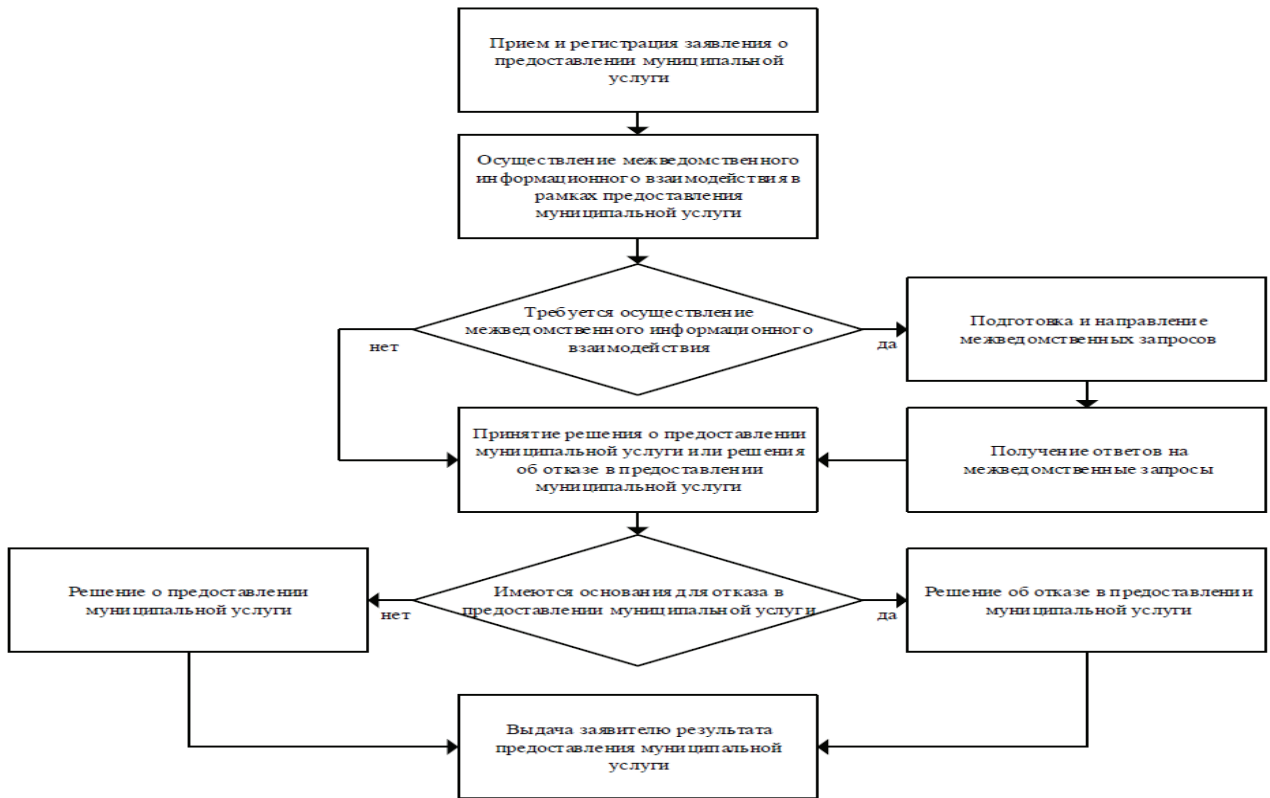 Прием и регистрация заявления о
предоставлении муниципальной
услуги
Осуществление межведомственного
информационного взаимодействия в
рамках предоставления
муниципальной услуги
Требуется осуществление
межведомственного информационного
взаимодействия
нет
да
Подготовка и направление
межведомственных запросов
Принятие решения о предоставлении
муниципальной услуги или решения
об отказе в предоставлении
муниципальной услуги
Получение ответов на
межведомственные запросы
Решение о предоставлении
муниципальной услуги
нет
Имеются основания для отказа в
предоставлении муниципальной услуги
да
Решение об отказе в предоставлении
муниципальной услуги
Выдача заявителю результата
предоставления муниципальной
услуги